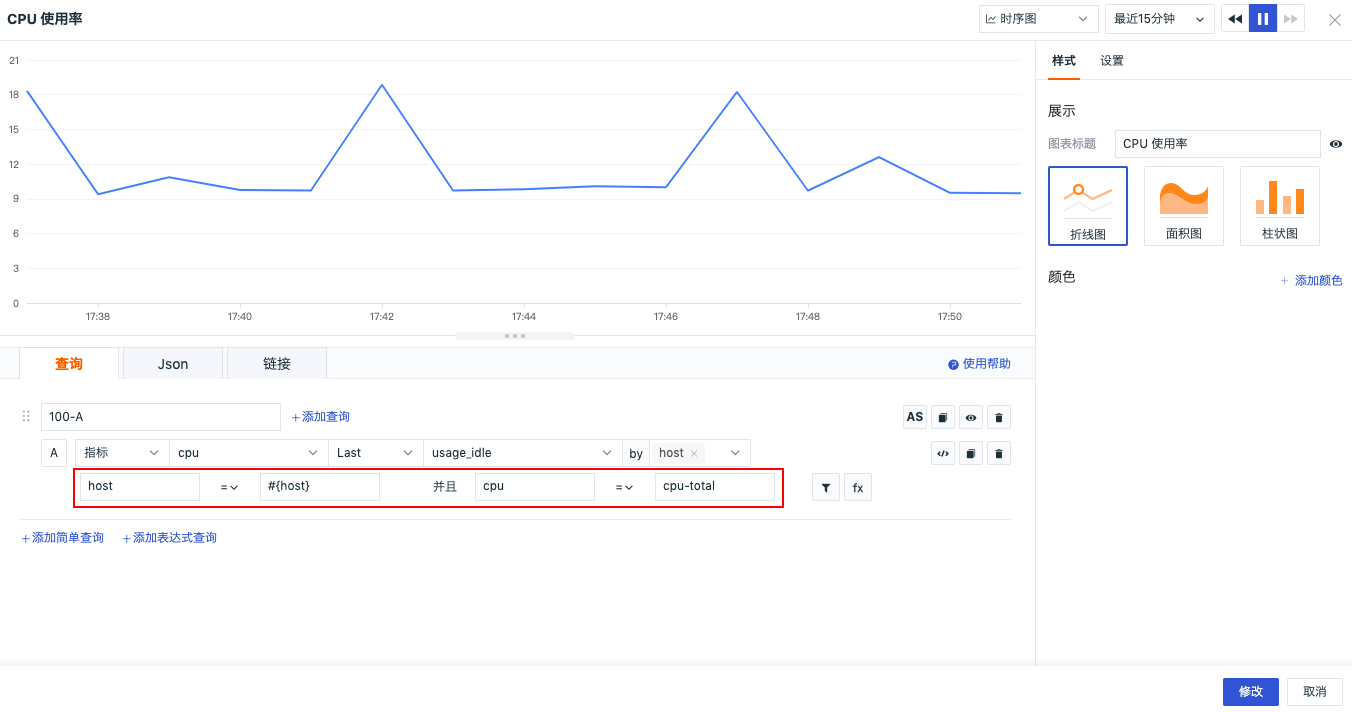 CPU 使用率
时序图
最近15分钟
21
18
15
12
9
6
3
0
17:38 17:40 17:42 17:44 17:46 17:48 17:50
样式 设置
展示
图表标题 CPU 使用率
折线图 面积图 柱状图
颜色 + 添加颜色
查询 Json 链接 使用帮助
100-A +添加查询 AS
A 指标 cpu Last usage_idle by host ×
host = #{host} 并且 cpu = cpu-total fx
+添加简单查询 +添加表达式查询
修改 取消